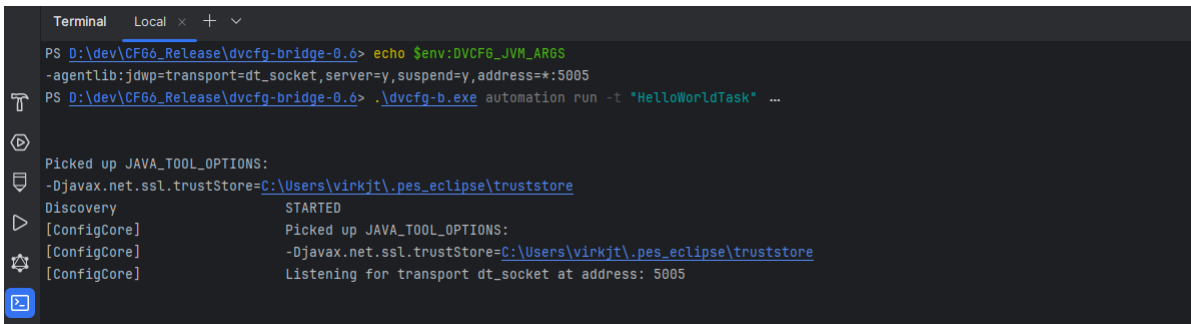 Terminal Local × + ⌄
PS D:\dev\CFG6_Release\dvcfg-bridge-0.6> echo $env:DVCFG_JVM_ARGS
-agentlib:jdwp=transport=dt_socket,server=y,suspend=y,address=*:5005
PS D:\dev\CFG6_Release\dvcfg-bridge-0.6> .\dvcfg-b.exe automation run -t "HelloWorldTask" …
Picked up JAVA_TOOL_OPTIONS:
-Djavax.net.ssl.trustStore=C:\Users\virkjt\.pes_eclipse\truststore
Discovery STARTED
[ConfigCore] Picked up JAVA_TOOL_OPTIONS:
[ConfigCore] -Djavax.net.ssl.trustStore=C:\Users\virkjt\.pes_eclipse\truststore
[ConfigCore] Listening for transport dt_socket at address: 5005